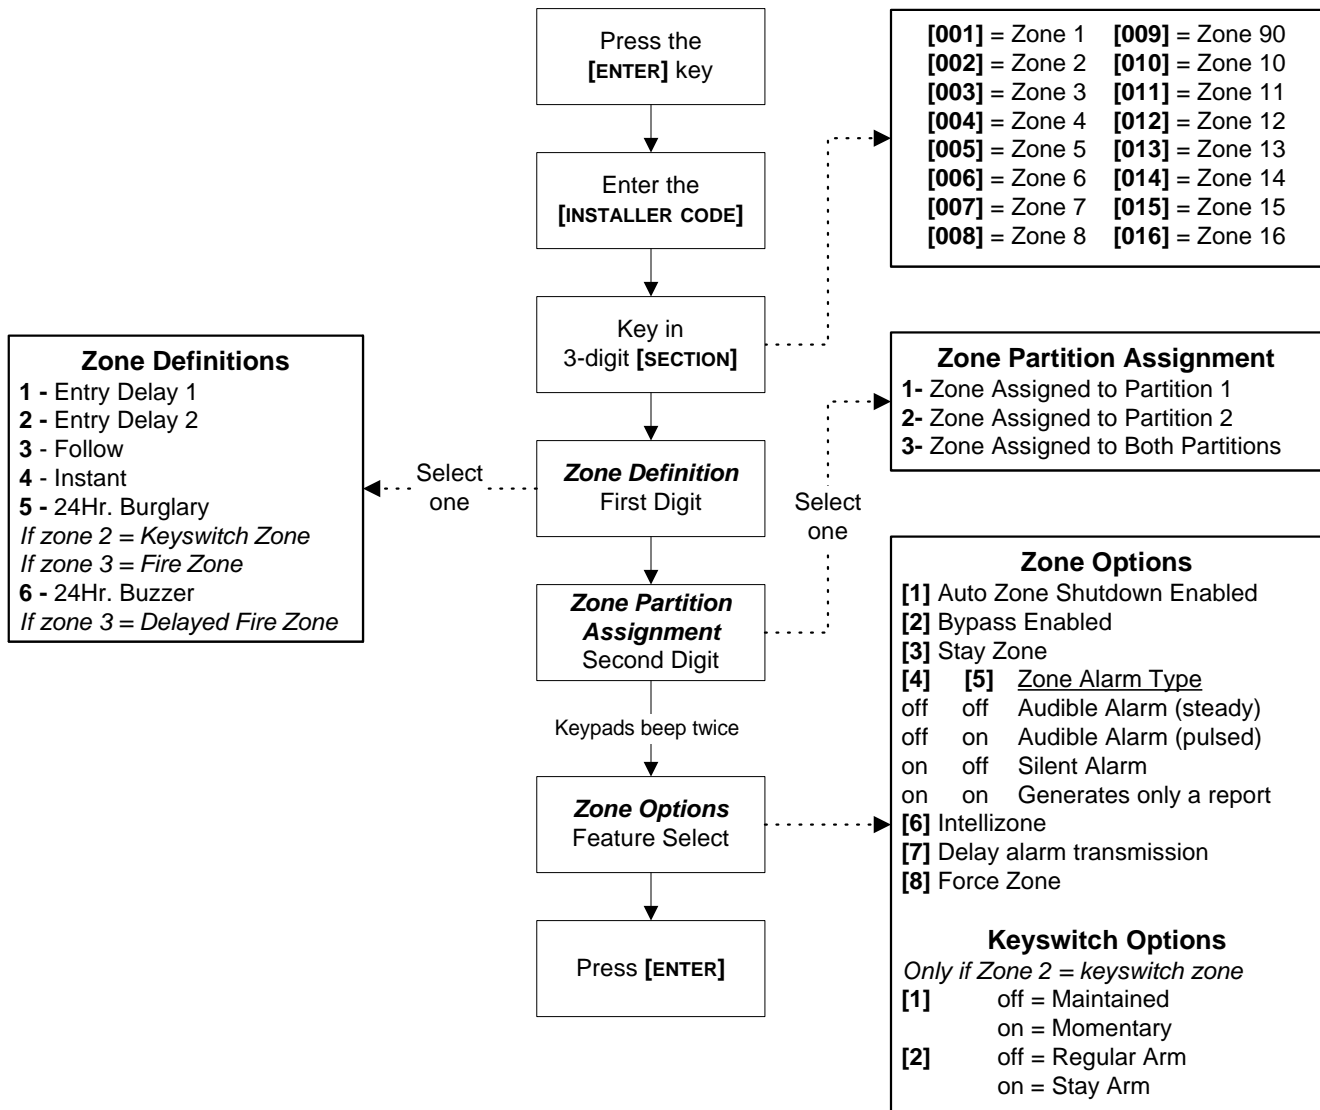 Press the
[ENTER] key
Enter the
[INSTALLER CODE]
Key in
3-digit [SECTION]
[001] = Zone 1 [009] = Zone 90
[002] = Zone 2 [010] = Zone 10
[003] = Zone 3 [011] = Zone 11
[004] = Zone 4 [012] = Zone 12
[005] = Zone 5 [013] = Zone 13
[006] = Zone 6 [014] = Zone 14
[007] = Zone 7 [015] = Zone 15
[008] = Zone 8 [016] = Zone 16
Zone Definition
First Digit
Select
one
Zone Definitions
1 - Entry Delay 1
2 - Entry Delay 2
3 - Follow
4 - Instant
5 - 24Hr. Burglary
If zone 2 = Keyswitch Zone
If zone 3 = Fire Zone
6 - 24Hr. Buzzer
If zone 3 = Delayed Fire Zone
Zone Partition
Assignment
Second Digit
Select
one
Zone Partition Assignment
1- Zone Assigned to Partition 1
2- Zone Assigned to Partition 2
3- Zone Assigned to Both Partitions
Keypads beep twice
Zone Options
Feature Select
Zone Options
[1] Auto Zone Shutdown Enabled
[2] Bypass Enabled
[3] Stay Zone
[4] [5] Zone Alarm Type
off off Audible Alarm (steady)
off on Audible Alarm (pulsed)
on off Silent Alarm
on on Generates only a report
[6] Intellizone
[7] Delay alarm transmission
[8] Force Zone
Keyswitch Options
Only if Zone 2 = keyswitch zone
[1] off = Maintained
on = Momentary
[2] off = Regular Arm
on = Stay Arm
Press [ENTER]